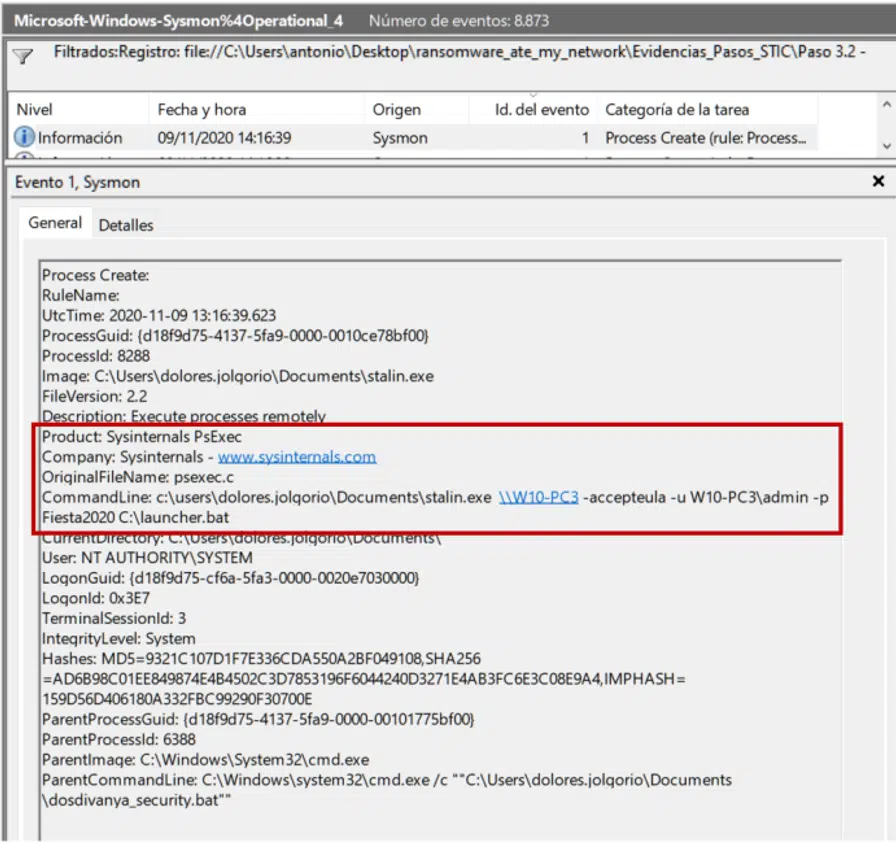 Microsoft-Windows-Sysmon%4Operational_4 Número de eventos: 8.873
Filtrados:Registro: file://C:\Users\antonio\Desktop\ransomware_ate_my_network\Evidencias_Pasos_STIC\Paso 3.2 -
Nivel Fecha y hora Origen Id. del evento Categoría de la tarea
Información 09/11/2020 14:16:39 Sysmon 1 Process Create (rule: Process...
Evento 1, Sysmon
General Detalles
Process Create:
RuleName:
UtcTime: 2020-11-09 13:16:39.623
ProcessGuid: {d18f9d75-4137-5fa9-0000-0010ce78bf00}
ProcessId: 8288
Image: C:\Users\dolores.jolgorio\Documents\stalin.exe
FileVersion: 2.2
Description: Execute processes remotely
Product: Sysinternals PsExec
Company: Sysinternals - www.sysinternals.com
OriginalFileName: psexec.c
CommandLine: c:\users\dolores.jolgorio\Documents\stalin.exe \\W10-PC3 -accepteula -u W10-PC3\admin -p
Fiesta2020 C:\launcher.bat
CurrentDirectory: C:\Users\dolores.jolgorio\Documents\
User: NT AUTHORITY\SYSTEM
LogonGuid: {d18f9d75-cf6a-5fa3-0000-0020e7030000}
LogonId: 0x3E7
TerminalSessionId: 3
IntegrityLevel: System
Hashes: MD5=9321C107D1F7E336CDA550A2BF049108,SHA256
=AD6B98C01EE849874E4B4502C3D7853196F6044240D3271E4AB3FC6E3C08E9A4,IMPHASH=
159D56D406180A332FBC99290F30700E
ParentProcessGuid: {d18f9d75-4137-5fa9-0000-00101775bf00}
ParentProcessId: 6388
ParentImage: C:\Windows\System32\cmd.exe
ParentCommandLine: C:\Windows\system32\cmd.exe /c ""C:\Users\dolores.jolgorio\Documents
\dosdivanya_security.bat""